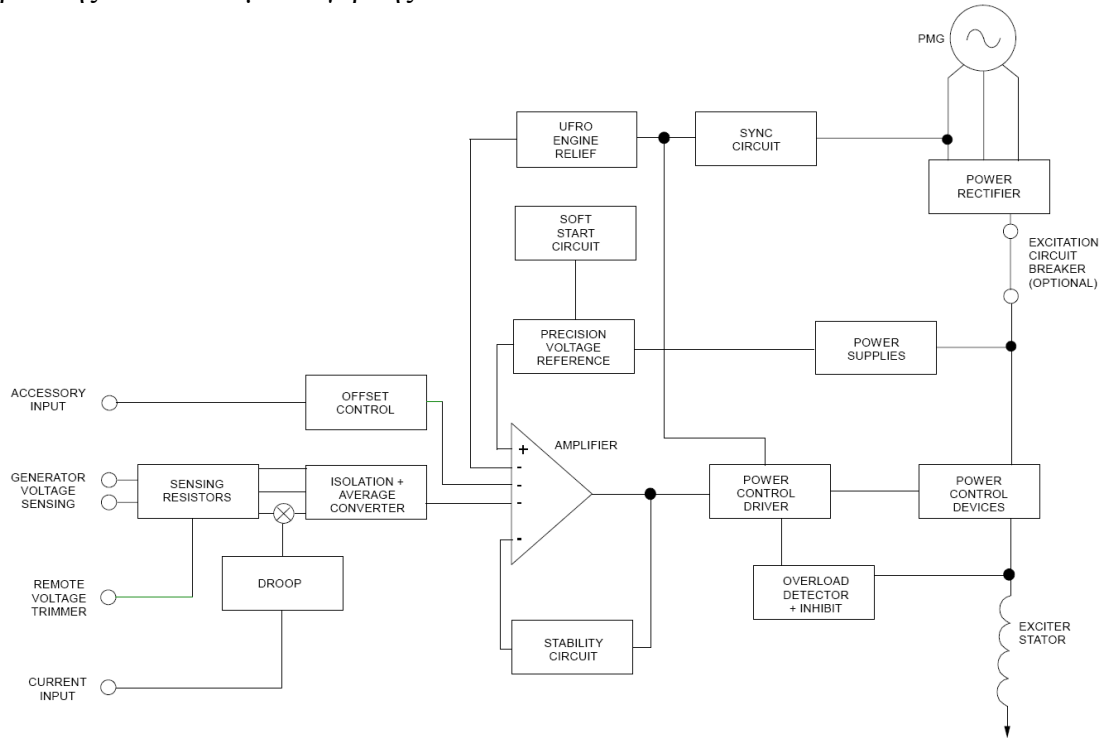 PMG
UFRO
ENGINE
RELIEF
SYNC
CIRCUIT
POWER
RECTIFIER
SOFT
START
CIRCUIT
EXCITATION
CIRCUIT
BREAKER
(OPTIONAL)
PRECISION
VOLTAGE
REFERENCE
POWER
SUPPLIES
ACCESSORY
INPUT
OFFSET
CONTROL
AMPLIFIER
+
-
-
-
-
GENERATOR
VOLTAGE
SENSING
SENSING
RESISTORS
ISOLATION +
AVERAGE
CONVERTER
POWER
CONTROL
DRIVER
POWER
CONTROL
DEVICES
REMOTE
VOLTAGE
TRIMMER
DROOP
OVERLOAD
DETECTOR
+ INHIBIT
STABILITY
CIRCUIT
EXCITER
STATOR
CURRENT
INPUT